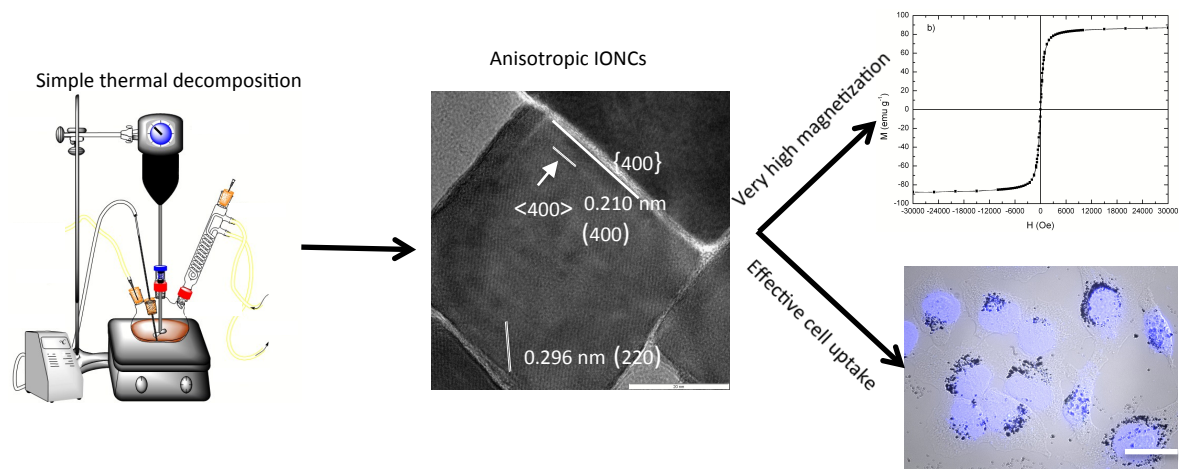 Simple thermal decomposition
Anisotropic IONCs
{400}
<400>
0.210 nm
(400)
0.296 nm (220)
20 nm
Very high magnetization
Effective cell uptake
b)
M (emu g⁻¹)
100
80
60
40
20
0
-20
-40
-60
-80
-100
-30000 -24000 -18000 -12000 -6000 0 6000 12000 18000 24000 30000
H (Oe)